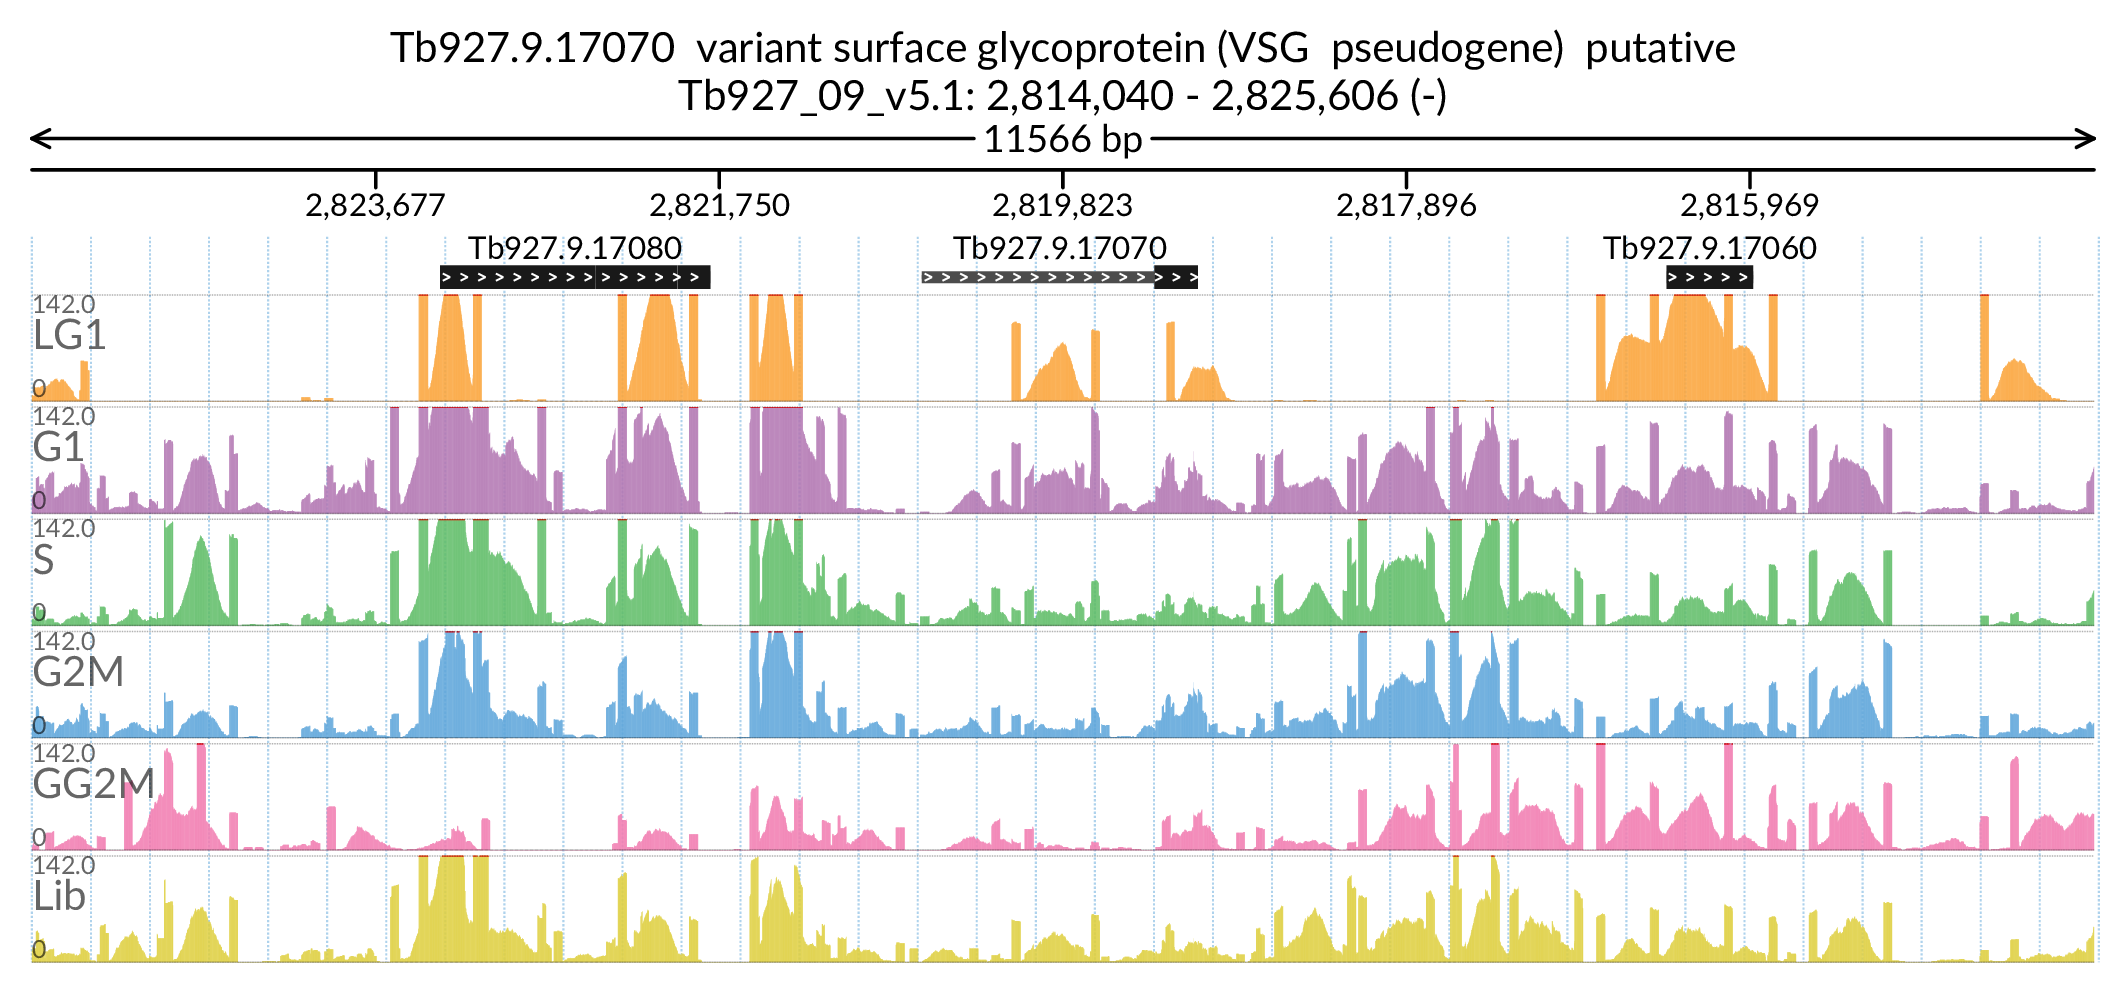 Tb927.9.17070 variant surface glycoprotein (VSG pseudogene) putative
Tb927_09_v5.1: 2,814,040 - 2,825,606 (-)
11566 bp
2,823,677 2,821,750 2,819,823 2,817,896 2,815,969
Tb927.9.17080 Tb927.9.17070 Tb927.9.17060
142.0
LG1
0
142.0
G1
0
142.0
S
0
142.0
G2M
0
142.0
GG2M
0
142.0
Lib
0